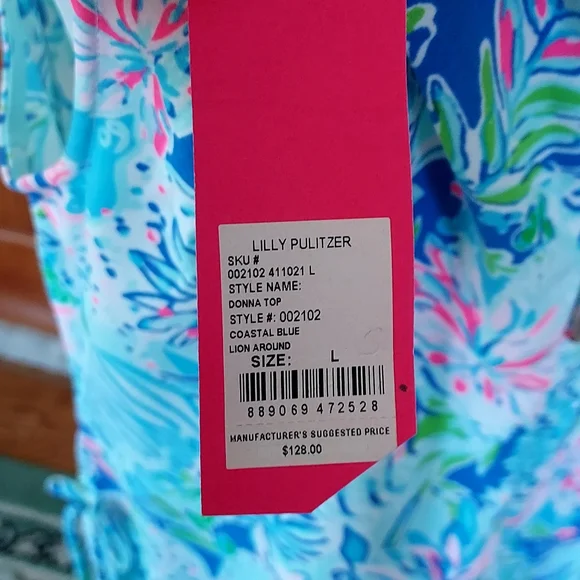 LILLY PULITZER
SKU #
002102 411021 L
STYLE NAME:
DONNA TOP
STYLE #: 002102
COASTAL BLUE
LION AROUND
SIZE: L
889069 472528
MANUFACTURER'S SUGGESTED PRICE
$128.00